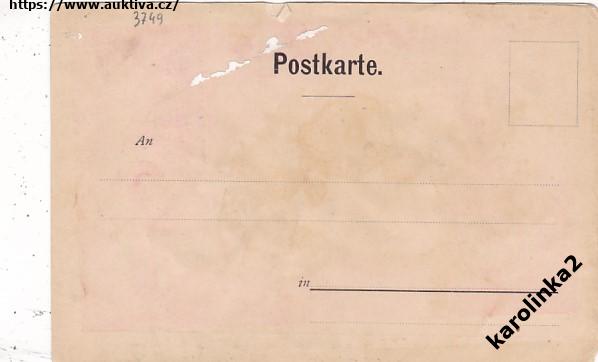 https://www.auktiva.cz/
3749
Postkarte.
An
in
karolinka2